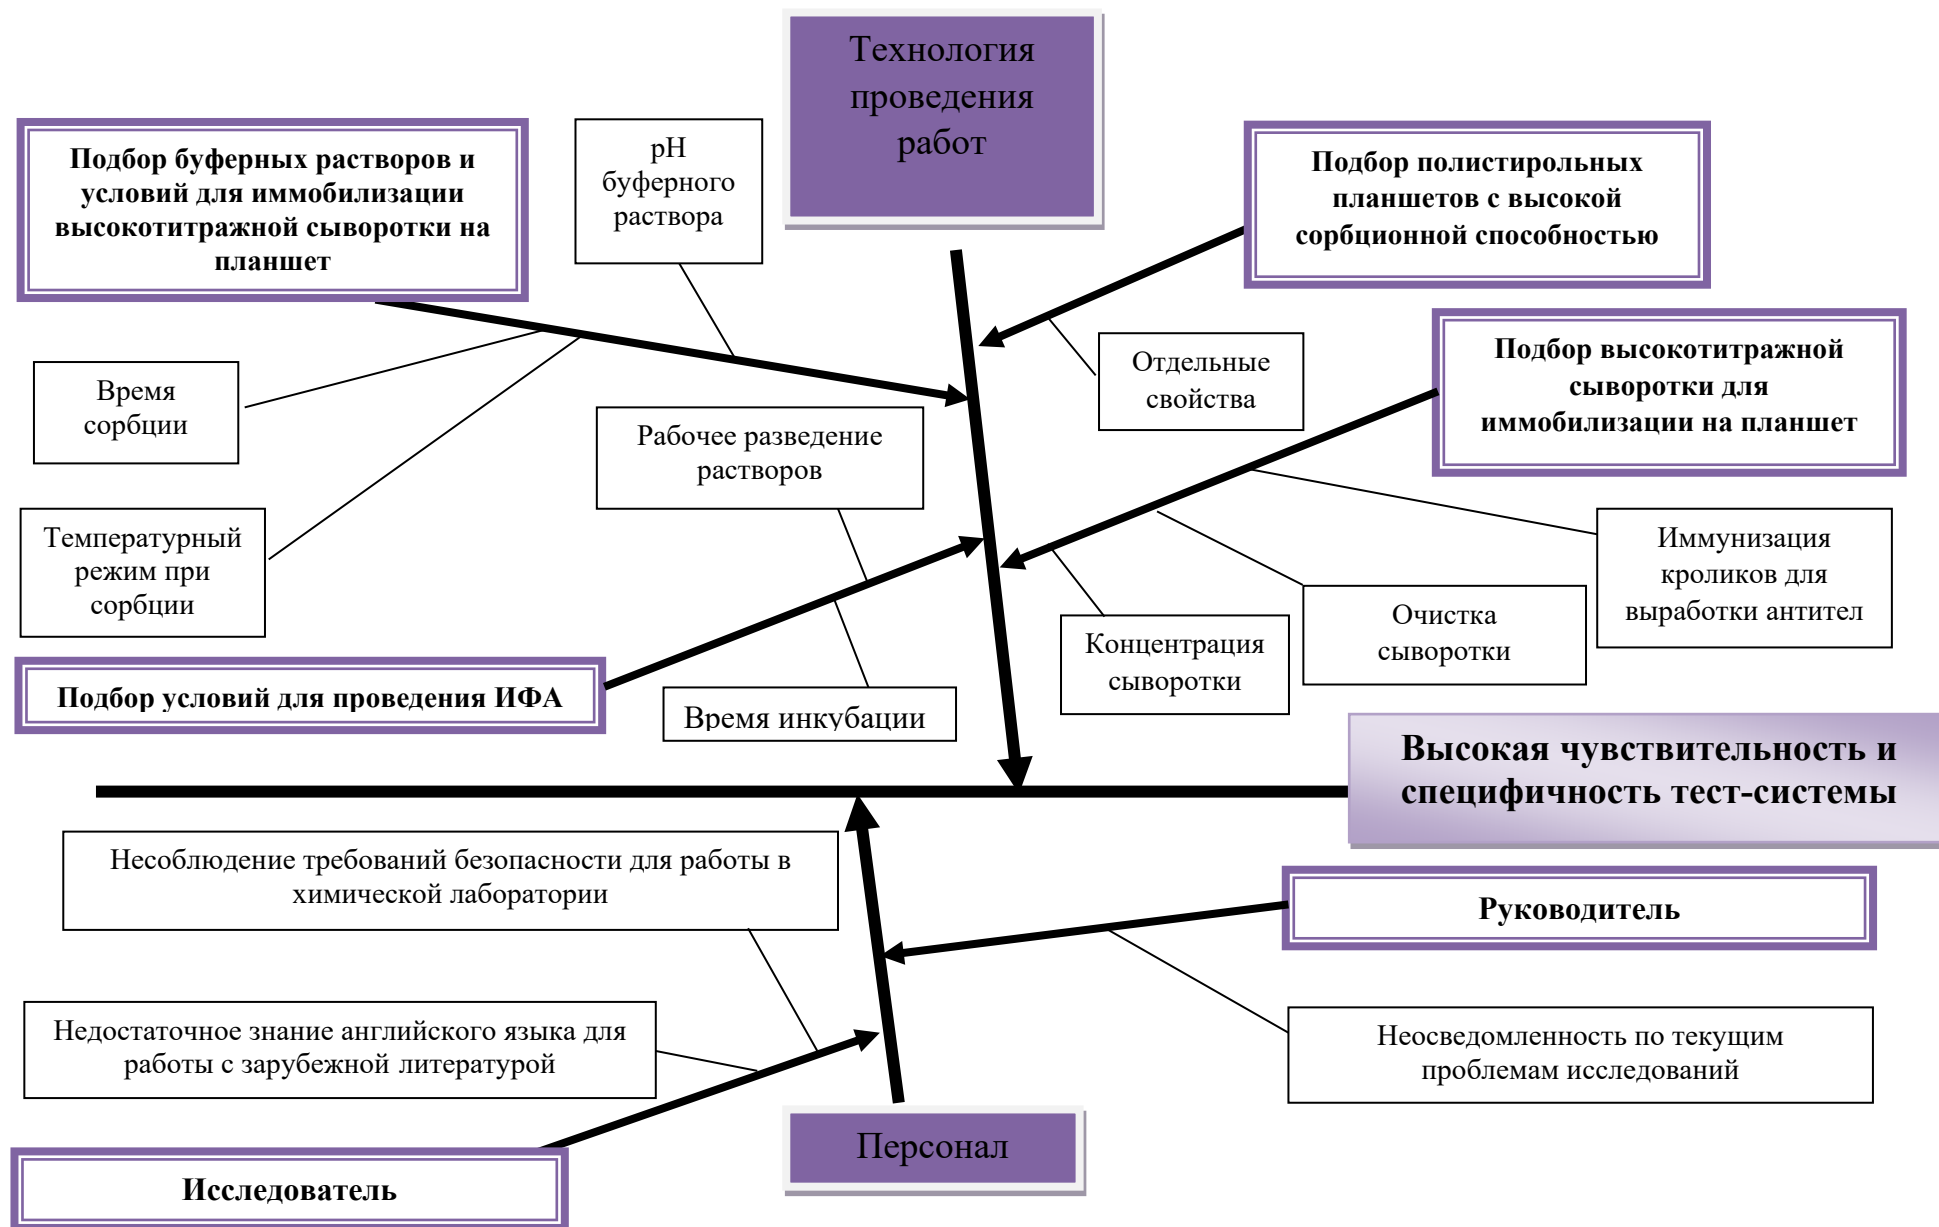 Технология
проведения
работ
Подбор буферных растворов и
условий для иммобилизации
высокотитражной сыворотки на
планшет
pH
буферного
раствора
Подбор полистирольных
планшетов с высокой
сорбционной способностью
Время
сорбции
Рабочее разведение
растворов
Отдельные
свойства
Подбор высокотитражной
сыворотки для
иммобилизации на планшет
Температурный
режим при
сорбции
Иммунизация
кроликов для
выработки антител
Очистка
сыворотки
Концентрация
сыворотки
Подбор условий для проведения ИФА
Время инкубации
Высокая чувствительность и
специфичность тест-системы
Несоблюдение требований безопасности для работы в
химической лаборатории
Руководитель
Недостаточное знание английского языка для
работы с зарубежной литературой
Неосведомленность по текущим
проблемам исследований
Персонал
Исследователь